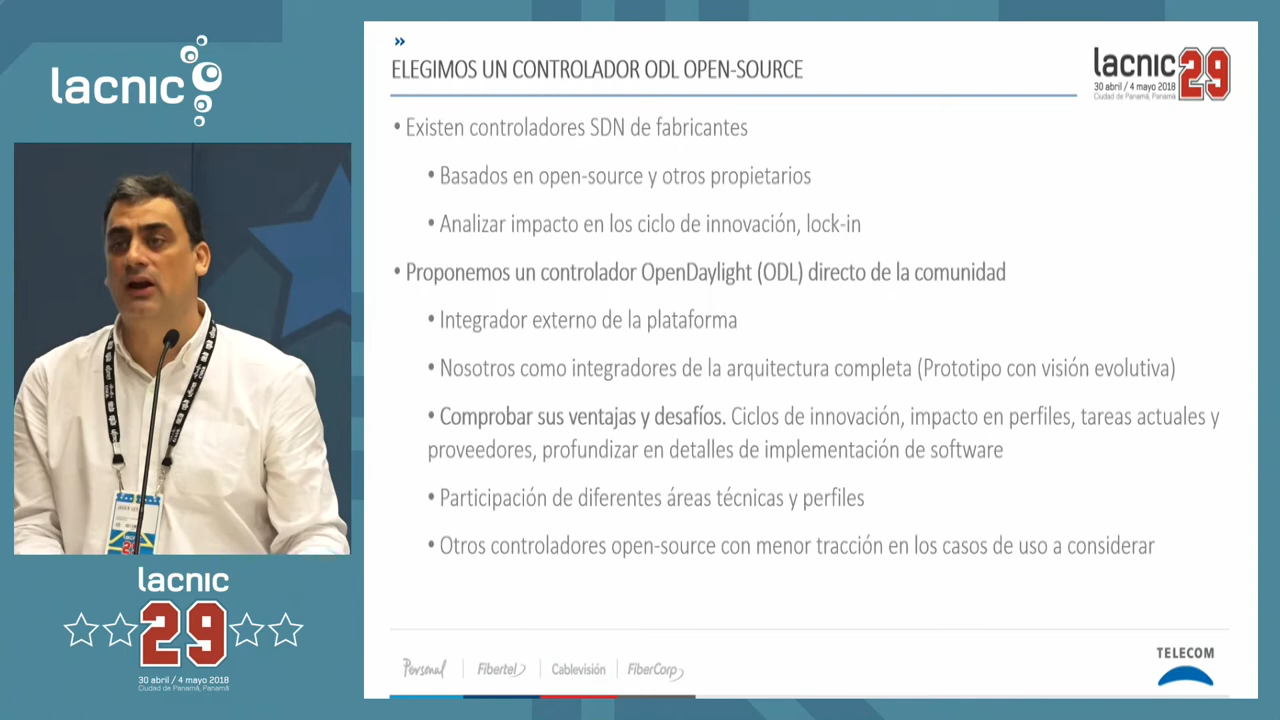 lacnic
»
ELEGIMOS UN CONTROLADOR ODL OPEN-SOURCE
lacnic 29
30 abril / 4 mayo 2018
Ciudad de Panamá, Panamá
• Existen controladores SDN de fabricantes
• Basados en open-source y otros propietarios
• Analizar impacto en los ciclo de innovación, lock-in
• Proponemos un controlador OpenDaylight (ODL) directo de la comunidad
• Integrador externo de la plataforma
• Nosotros como integradores de la arquitectura completa (Prototipo con visión evolutiva)
• Comprobar sus ventajas y desafíos. Ciclos de innovación, impacto en perfiles, tareas actuales y
proveedores, profundizar en detalles de implementación de software
• Participación de diferentes áreas técnicas y perfiles
• Otros controladores open-source con menor tracción en los casos de uso a considerar
Personal
Fibertel
Cablevisión
FiberCorp
TELECOM
lacnic
29
30 abril / 4 mayo 2018
Ciudad de Panamá, Panamá